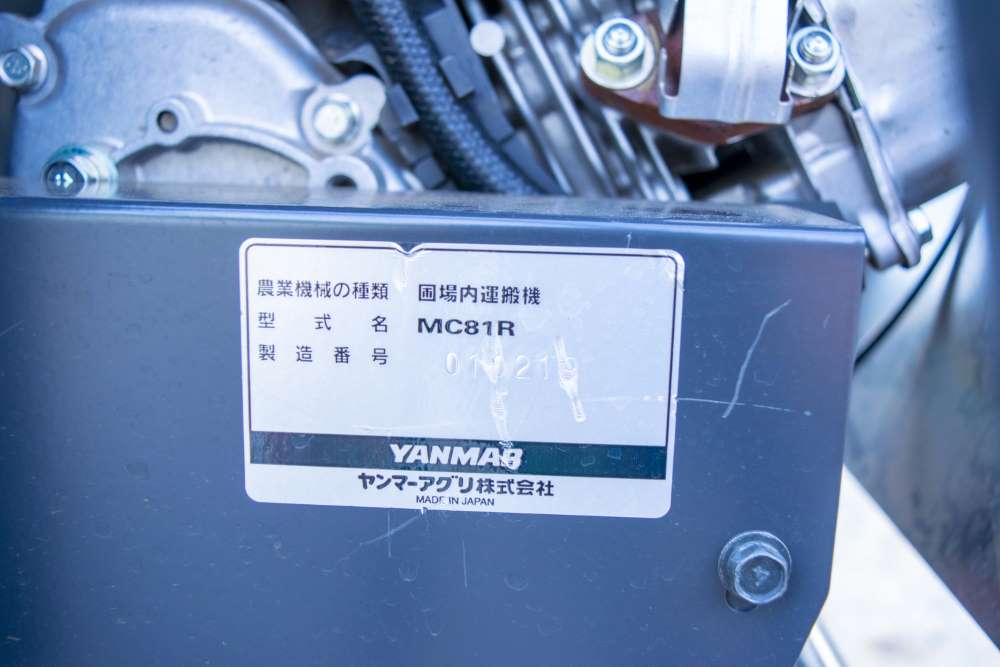 農業機械の種類 圃場内運搬機
型式名 MC81R
製造番号
YANMAR
ヤンマーアグリ株式会社
MADE IN JAPAN